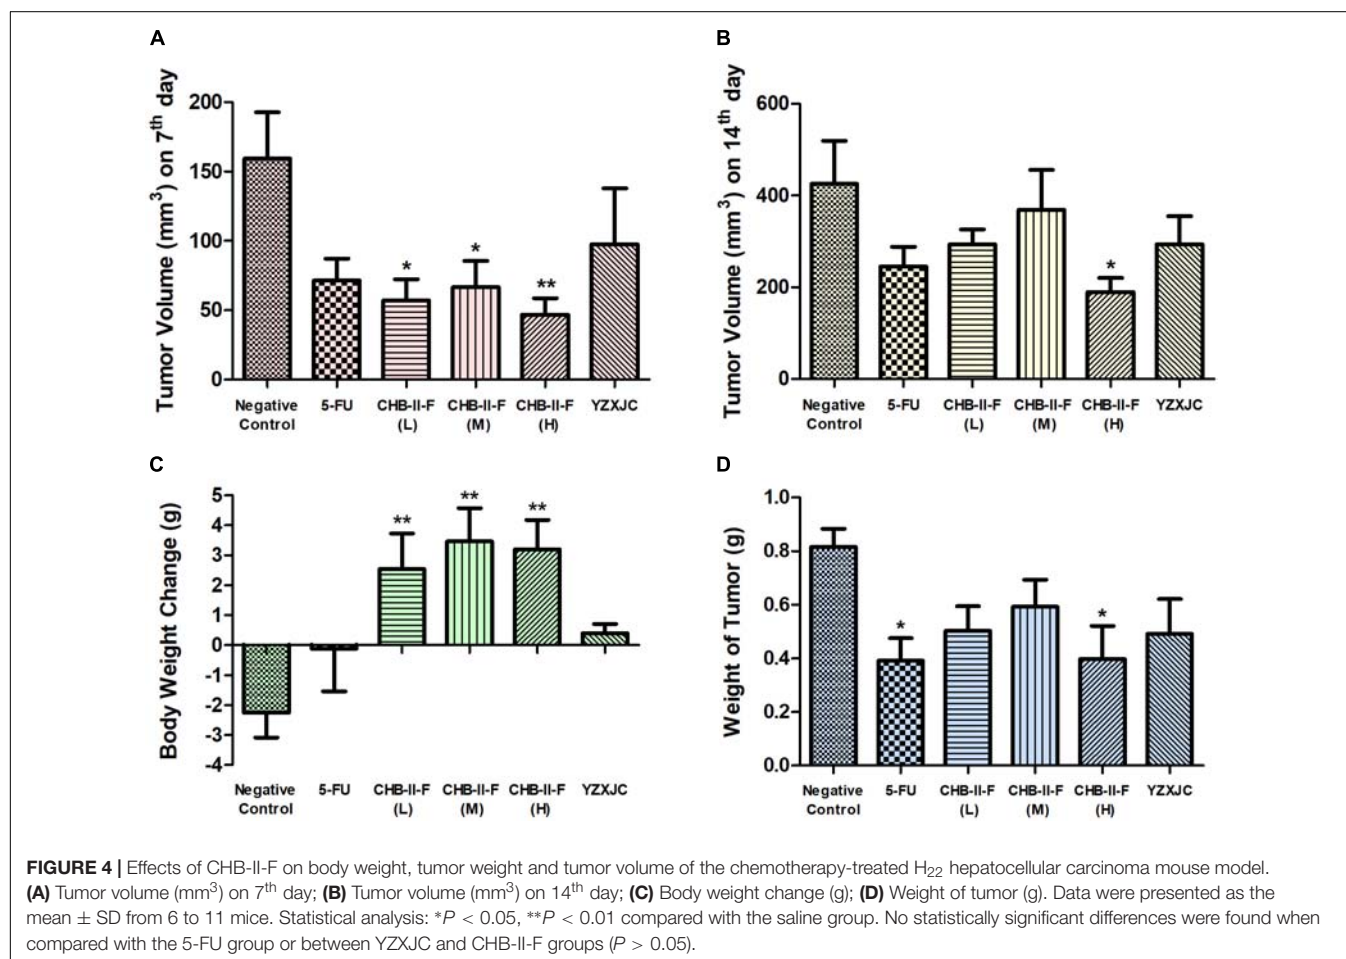 A
Tumor Volume (mm³) on 7th day
200
150
100
50
0
*
*
**
Negative Control
5-FU
CHB-II-F (L)
CHB-II-F (M)
CHB-II-F (H)
YZXJC
B
Tumor Volume (mm³) on 14th day
600
400
200
0
*
Negative Control
5-FU
CHB-II-F (L)
CHB-II-F (M)
CHB-II-F (H)
YZXJC
C
Body Weight Change (g)
5
4
3
2
1
0
-1
-2
-3
-4
**
**
**
Negative Control
5-FU
CHB-II-F (L)
CHB-II-F (M)
CHB-II-F (H)
YZXJC
D
Weight of Tumor (g)
1.0
0.8
0.6
0.4
0.2
0.0
*
*
Negative Control
5-FU
CHB-II-F (L)
CHB-II-F (M)
CHB-II-F (H)
YZXJC
FIGURE 4 | Effects of CHB-II-F on body weight, tumor weight and tumor volume of the chemotherapy-treated H₂₂ hepatocellular carcinoma mouse model.
(A) Tumor volume (mm³) on 7th day; (B) Tumor volume (mm³) on 14th day; (C) Body weight change (g); (D) Weight of tumor (g). Data were presented as the
mean ± SD from 6 to 11 mice. Statistical analysis: *P < 0.05, **P < 0.01 compared with the saline group. No statistically significant differences were found when
compared with the 5-FU group or between YZXJC and CHB-II-F groups (P > 0.05).